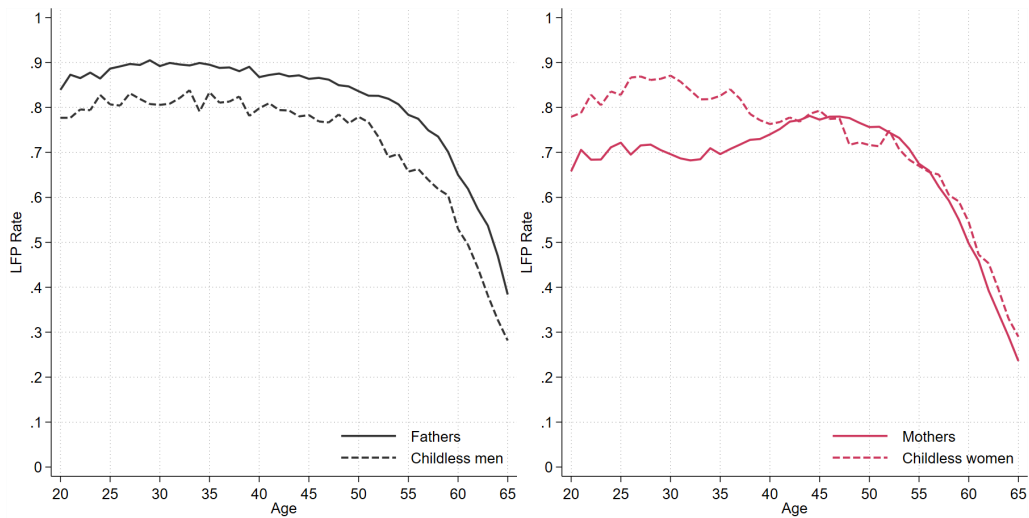 1
.9
.8
.7
.6
.5
.4
.3
.2
.1
0
LFP Rate
20 25 30 35 40 45 50 55 60 65
Age
Fathers
Childless men
1
.9
.8
.7
.6
.5
.4
.3
.2
.1
0
LFP Rate
20 25 30 35 40 45 50 55 60 65
Age
Mothers
Childless women